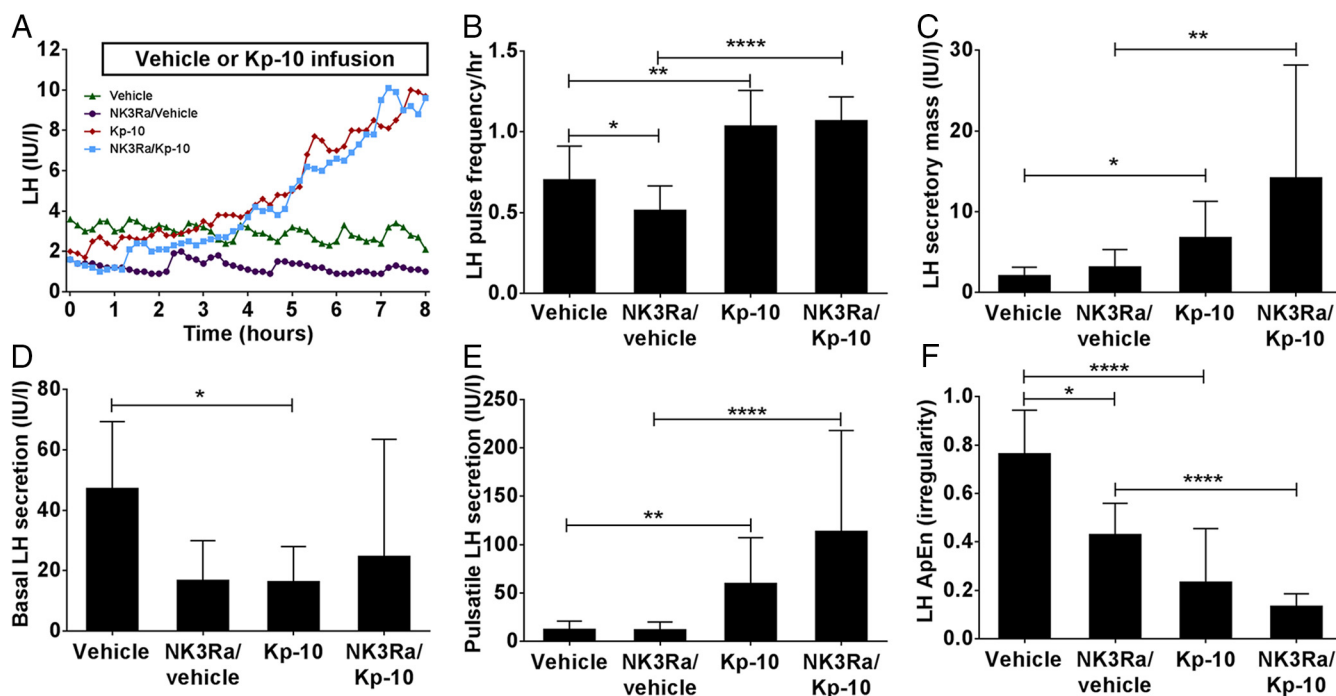 A
LH (IU/l)
12
10
8
6
4
2
0
Vehicle or Kp-10 infusion
Vehicle
NK3Ra/Vehicle
Kp-10
NK3Ra/Kp-10
0 1 2 3 4 5 6 7 8
Time (hours)
B
LH pulse frequency/hr
1.5
1.0
0.5
0.0
****
**
*
Vehicle NK3Ra/ Kp-10 NK3Ra/
vehicle Kp-10
C
LH secretory mass (IU/l)
30
20
10
0
**
*
Vehicle NK3Ra/ Kp-10 NK3Ra/
vehicle Kp-10
D
Basal LH secretion (IU/l)
80
60
40
20
0
*
Vehicle NK3Ra/ Kp-10 NK3Ra/
vehicle Kp-10
E
Pulsatile LH secretion (IU/l)
250
200
150
100
50
0
****
**
Vehicle NK3Ra/ Kp-10 NK3Ra/
vehicle Kp-10
F
LH ApEn (irregularity)
1.0
0.8
0.6
0.4
0.2
0.0
****
*
****
Vehicle NK3Ra/ Kp-10 NK3Ra/
vehicle Kp-10